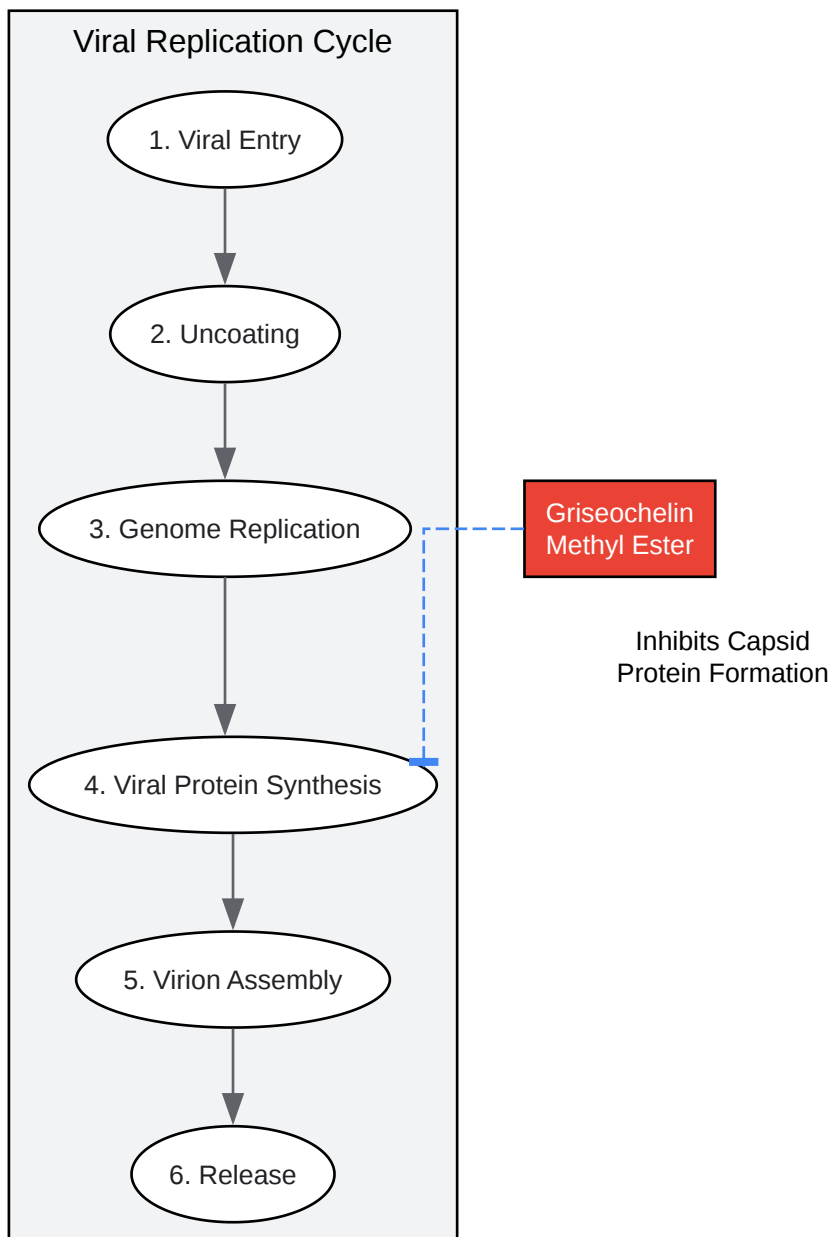 Viral Replication Cycle
1. Viral Entry
2. Uncoating
3. Genome Replication
Griseochelin
Methyl Ester
Inhibits Capsid
Protein Formation
4. Viral Protein Synthesis
5. Virion Assembly
6. Release